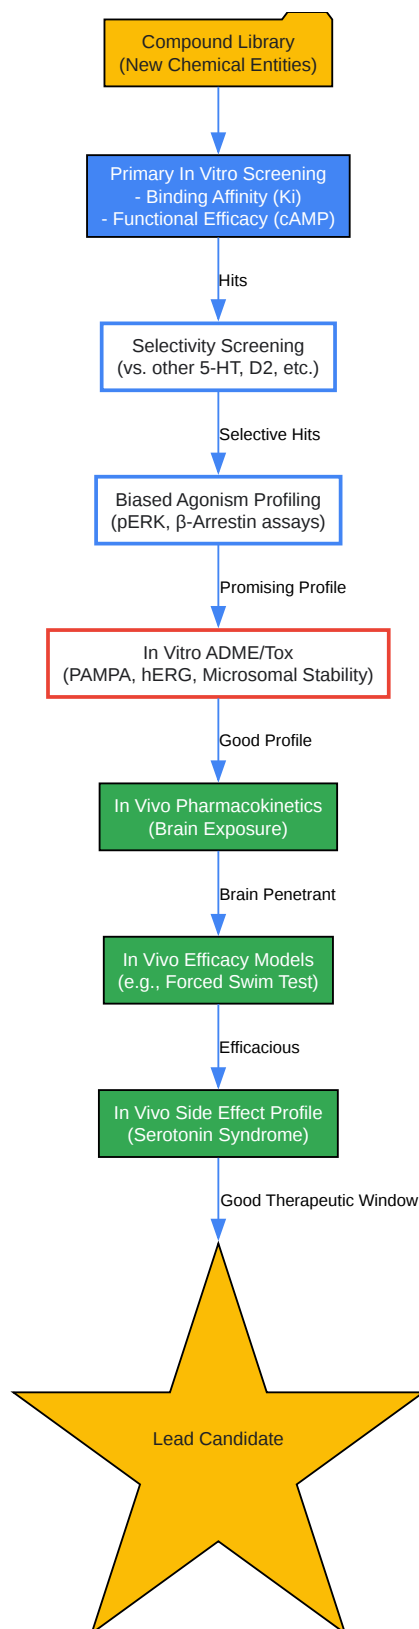 Compound Library
(New Chemical Entities)
Primary In Vitro Screening
- Binding Affinity (Ki)
- Functional Efficacy (cAMP)
Hits
Selectivity Screening
(vs. other 5-HT, D2, etc.)
Selective Hits
Biased Agonism Profiling
(pERK, β-Arrestin assays)
Promising Profile
In Vitro ADME/Tox
(PAMPA, hERG, Microsomal Stability)
Good Profile
In Vivo Pharmacokinetics
(Brain Exposure)
Brain Penetrant
In Vivo Efficacy Models
(e.g., Forced Swim Test)
Efficacious
In Vivo Side Effect Profile
(Serotonin Syndrome)
Good Therapeutic Window
Lead Candidate